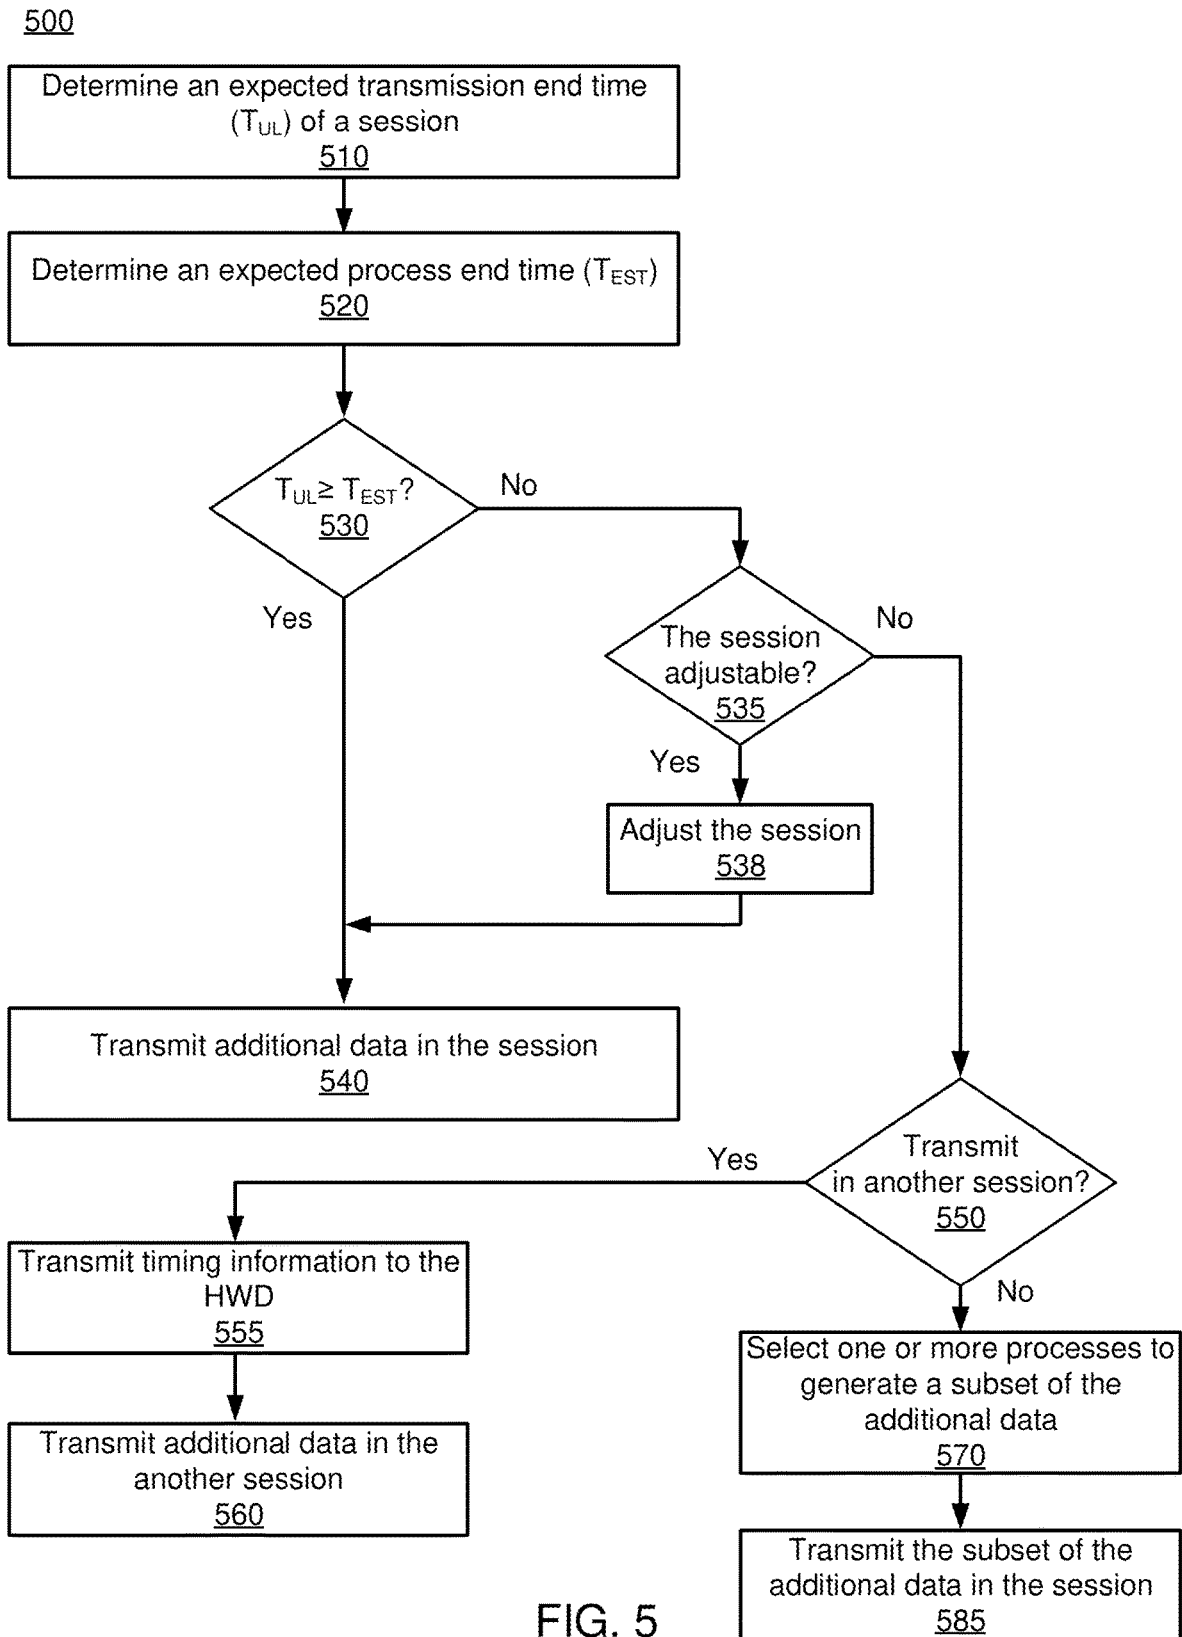 500
Determine an expected transmission end time
(TUL) of a session
510
Determine an expected process end time (TEST)
520
TUL≥ TEST?
530
No
Yes
The session
adjustable?
535
No
Yes
Adjust the session
538
Transmit additional data in the session
540
Transmit
in another session?
550
Yes
No
Transmit timing information to the
HWD
555
Transmit additional data in the
another session
560
Select one or more processes to
generate a subset of the
additional data
570
Transmit the subset of the
additional data in the session
585
FIG. 5